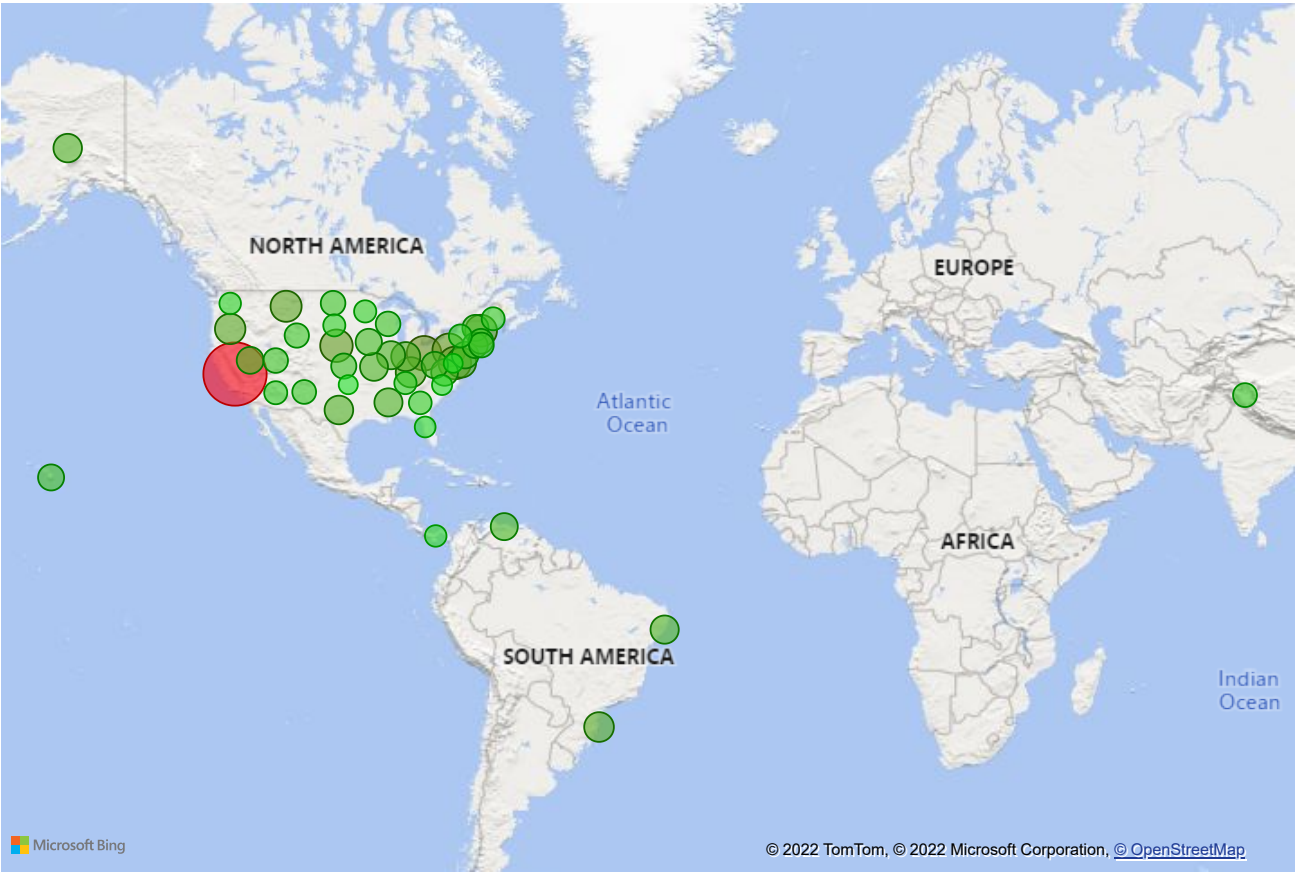 NORTH AMERICA
EUROPE
Atlantic
Ocean
AFRICA
SOUTH AMERICA
Indian
Ocean
Microsoft Bing
© 2022 TomTom, © 2022 Microsoft Corporation, © OpenStreetMap